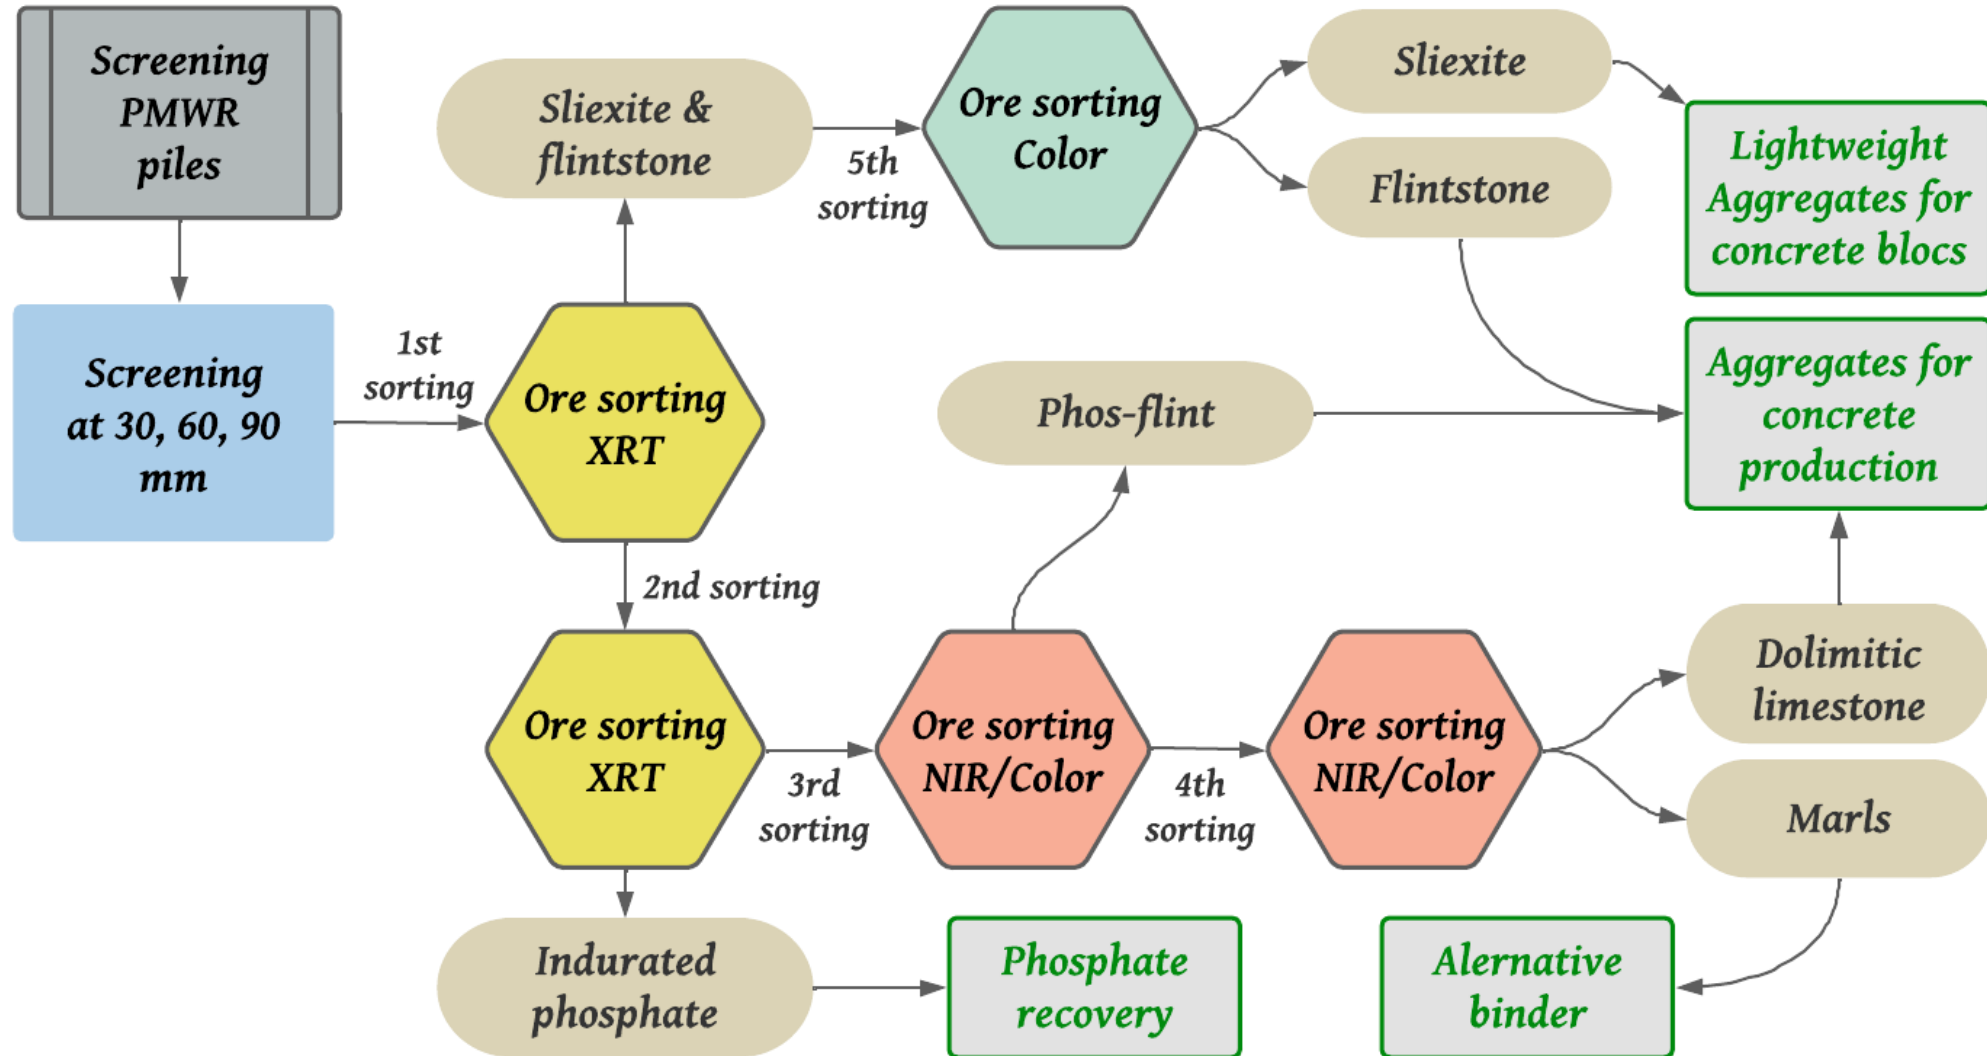 Screening
PMWR
piles
Screening
at 30, 60, 90
mm
1st
sorting
Ore sorting
XRT
Sliexite &
flintstone
5th
sorting
Ore sorting
Color
Sliexite
Flintstone
Lightweight
Aggregates for
concrete blocs
Aggregates for
concrete
production
Phos-flint
2nd sorting
Ore sorting
XRT
3rd
sorting
Ore sorting
NIR/Color
4th
sorting
Ore sorting
NIR/Color
Dolimitic
limestone
Marls
Indurated
phosphate
Phosphate
recovery
Alernative
binder